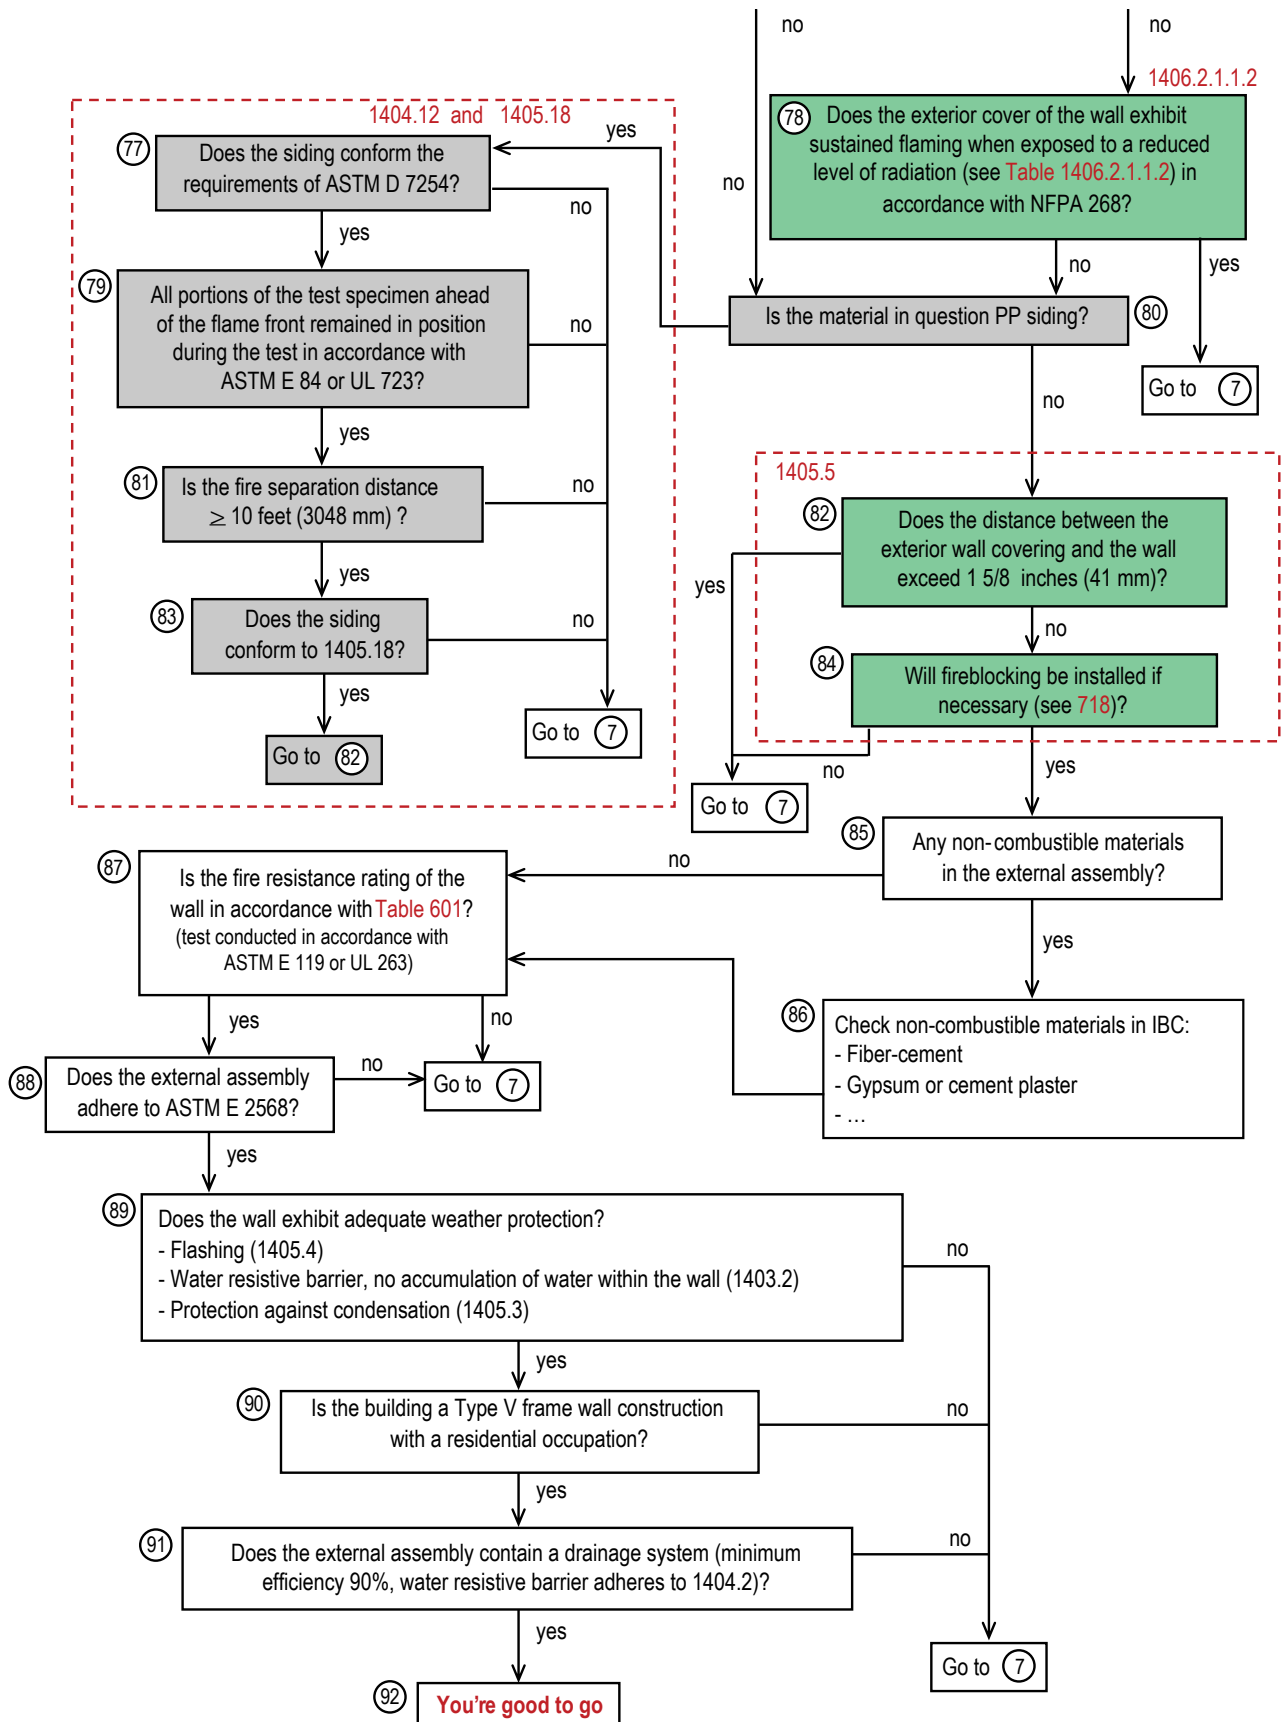 no
no
1406.2.1.1.2
78
Does the exterior cover of the wall exhibit
sustained flaming when exposed to a reduced
level of radiation (see Table 1406.2.1.1.2) in
accordance with NFPA 268?
no
no
yes
1404.12 and 1405.18
yes
77
Does the siding conform the
requirements of ASTM D 7254?
no
yes
79
All portions of the test specimen ahead
of the flame front remained in position
during the test in accordance with
ASTM E 84 or UL 723?
no
yes
80
Is the material in question PP siding?
Go to 7
no
81
Is the fire separation distance
≥ 10 feet (3048 mm) ?
no
yes
83
Does the siding
conform to 1405.18?
no
yes
Go to 82
Go to 7
1405.5
82
Does the distance between the
exterior wall covering and the wall
exceed 1 5/8 inches (41 mm)?
yes
no
84
Will fireblocking be installed if
necessary (see 718)?
no
yes
Go to 7
85
Any non-combustible materials
in the external assembly?
no
yes
86
Check non-combustible materials in IBC:
- Fiber-cement
- Gypsum or cement plaster
- …
87
Is the fire resistance rating of the
wall in accordance with Table 601?
(test conducted in accordance with
ASTM E 119 or UL 263)
yes
no
88
Does the external assembly
adhere to ASTM E 2568?
no
Go to 7
yes
89
Does the wall exhibit adequate weather protection?
- Flashing (1405.4)
- Water resistive barrier, no accumulation of water within the wall (1403.2)
- Protection against condensation (1405.3)
no
yes
90
Is the building a Type V frame wall construction
with a residential occupation?
no
yes
91
Does the external assembly contain a drainage system (minimum
efficiency 90%, water resistive barrier adheres to 1404.2)?
no
yes
Go to 7
92
You're good to go